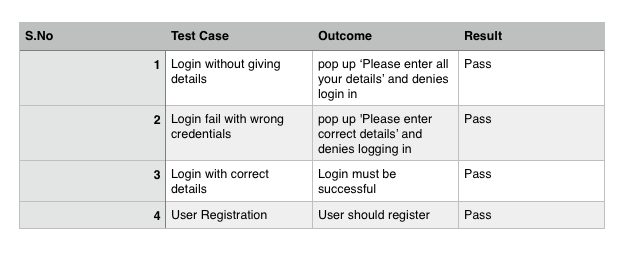 S.No Test Case Outcome Result
1 Login without giving details pop up ‘Please enter all your details’ and denies login in Pass
2 Login fail with wrong credentials pop up 'Please enter correct details’ and denies logging in Pass
3 Login with correct details Login must be successful Pass
4 User Registration User should register Pass